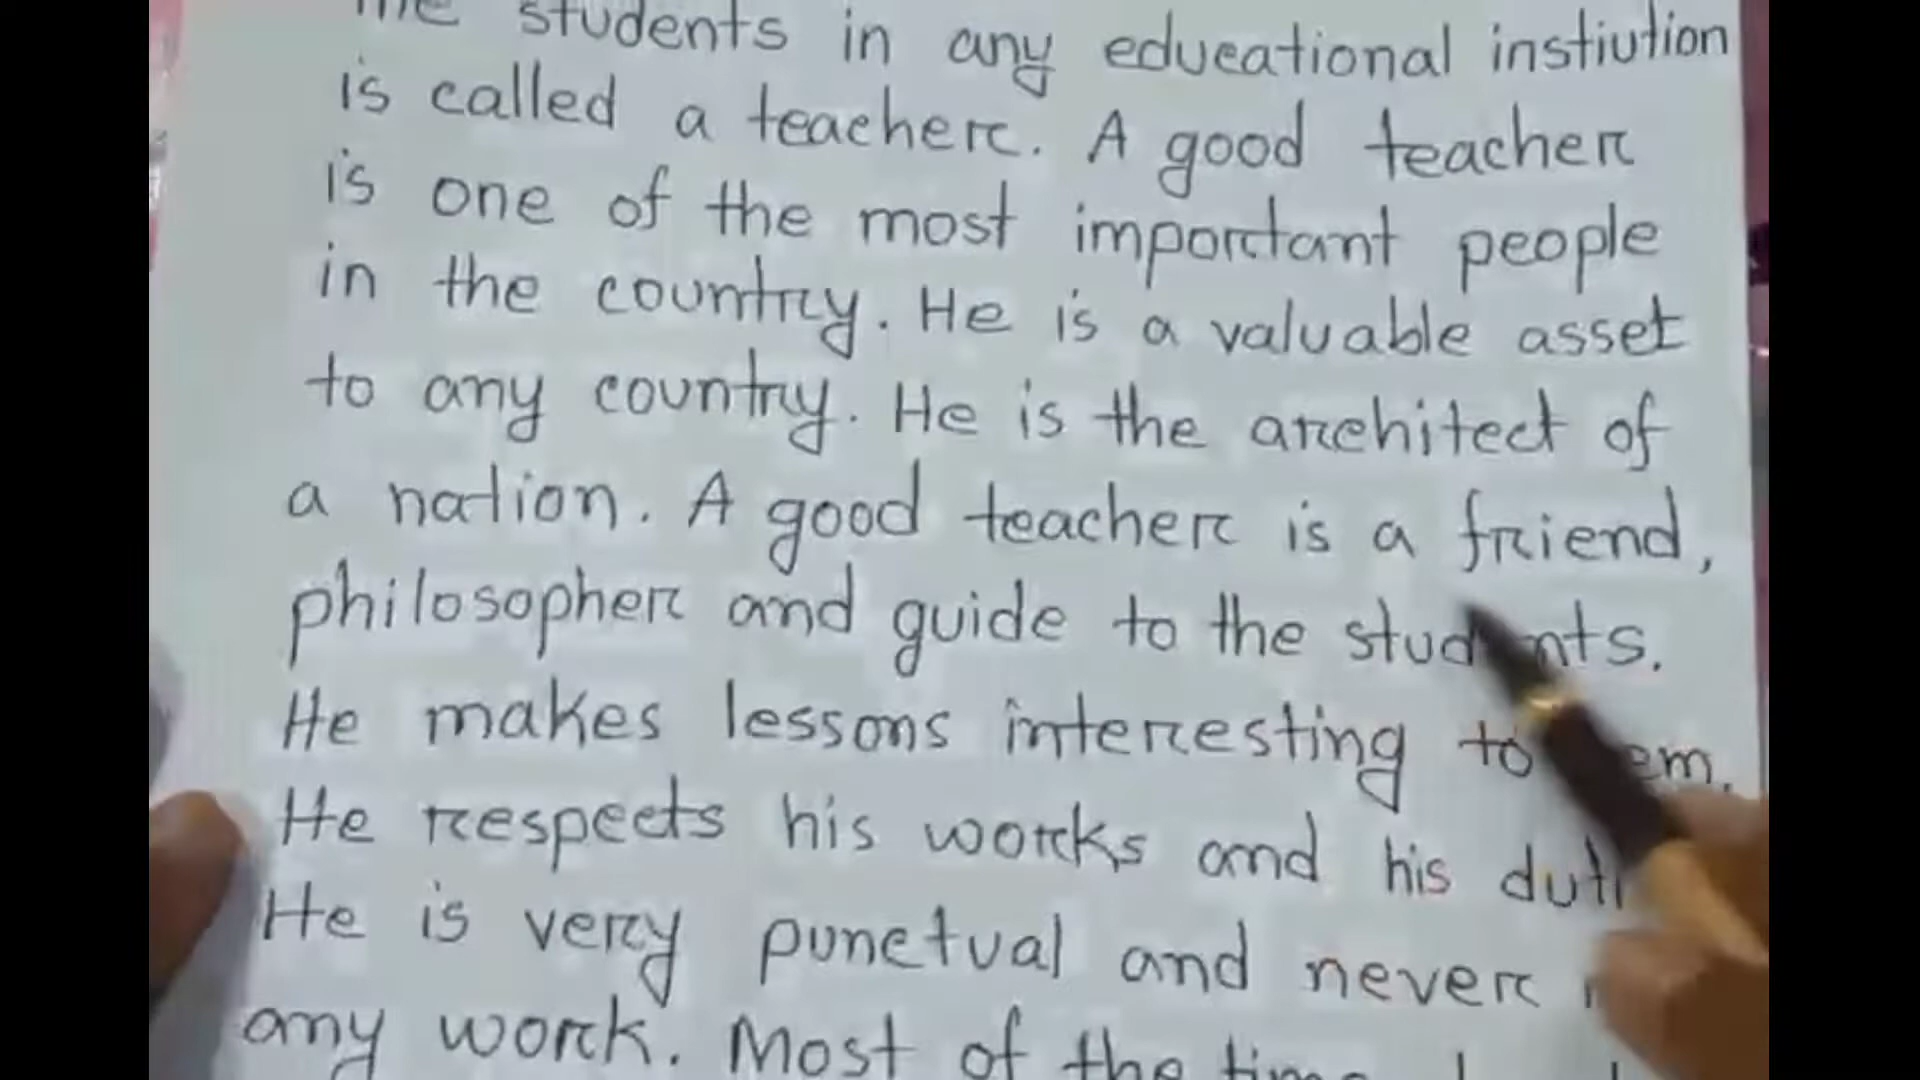 the students in any educational instiution
is called a teacher. A good teacher
is one of the most important people
in the country. He is a valuable asset
to any country. He is the architect of
a nation. A good teacher is a friend,
philosopher and guide to the students.
He makes lessons interesting to
He respects his works and his
He is very punctual and never
any work. Most of the time